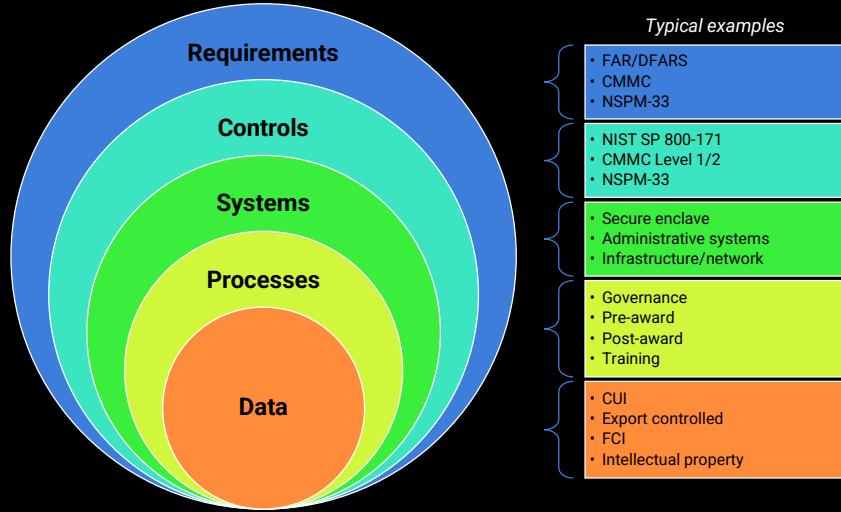 Typical examples
Requirements
• FAR/DFARS
• CMMC
• NSPM-33
Controls
• NIST SP 800-171
• CMMC Level 1/2
• NSPM-33
Systems
• Secure enclave
• Administrative systems
• Infrastructure/network
Processes
• Governance
• Pre-award
• Post-award
• Training
Data
• CUI
• Export controlled
• FCI
• Intellectual property